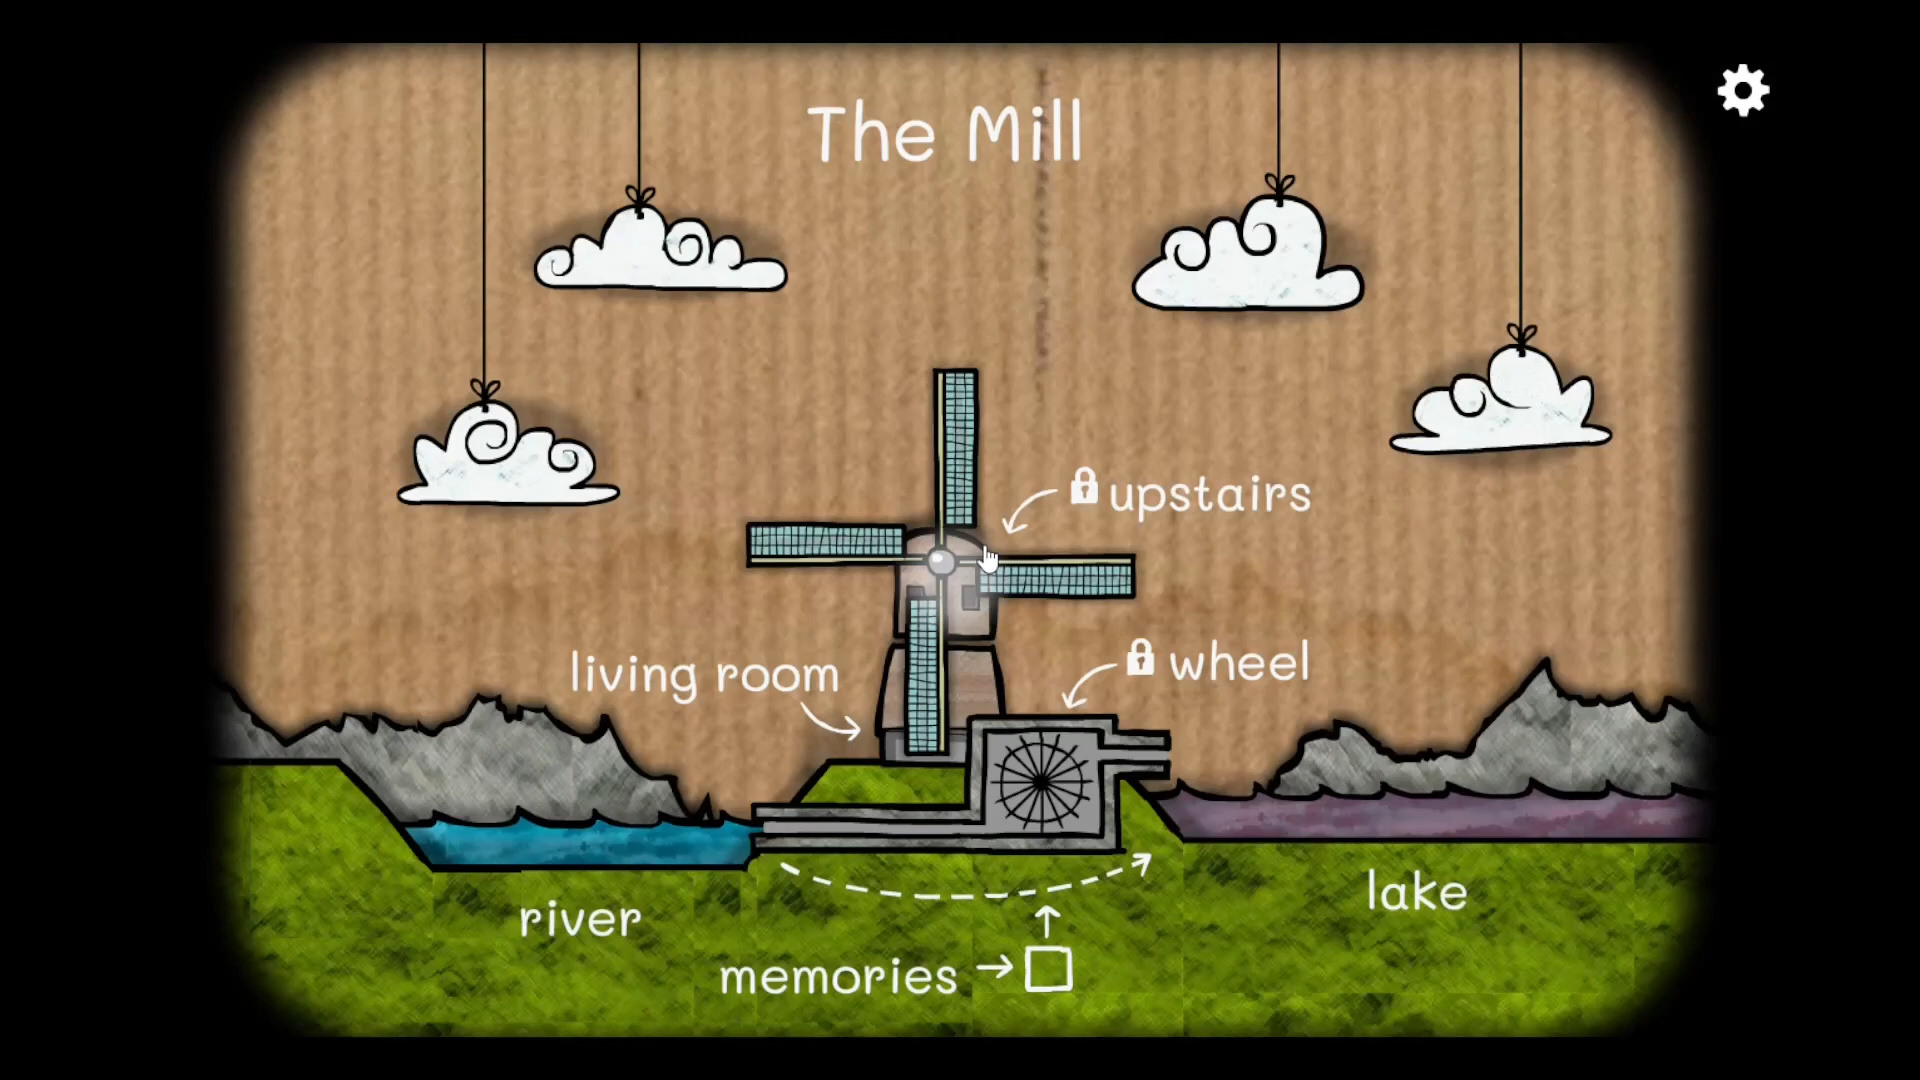 The Mill
upstairs
wheel
living room
river
lake
memories